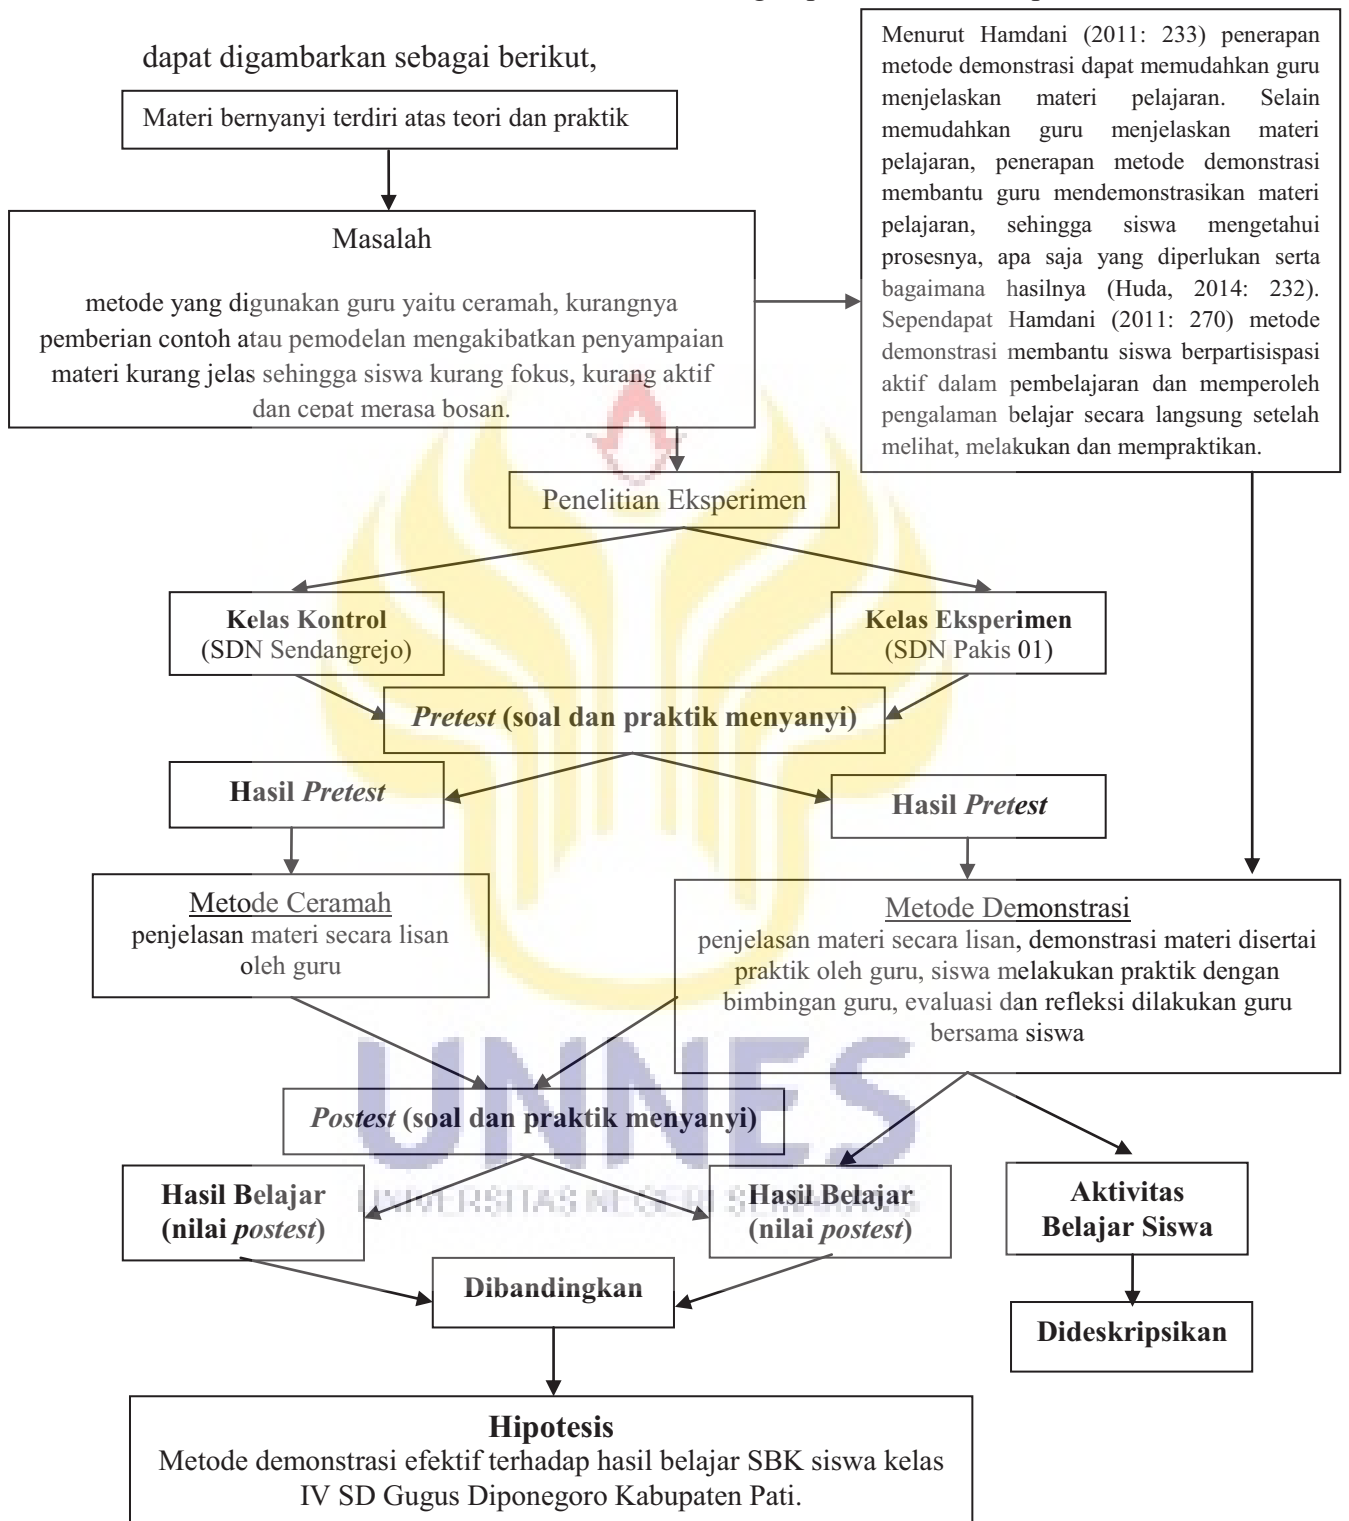 dapat digambarkan sebagai berikut,
Materi bernyanyi terdiri atas teori dan praktik
Masalah
metode yang digunakan guru yaitu ceramah, kurangnya
pemberian contoh atau pemodelan mengakibatkan penyampaian
materi kurang jelas sehingga siswa kurang fokus, kurang aktif
dan cepat merasa bosan.
Menurut Hamdani (2011: 233) penerapan
metode demonstrasi dapat memudahkan guru
menjelaskan materi pelajaran. Selain
memudahkan guru menjelaskan materi
pelajaran, penerapan metode demonstrasi
membantu guru mendemonstrasikan materi
pelajaran, sehingga siswa mengetahui
prosesnya, apa saja yang diperlukan serta
bagaimana hasilnya (Huda, 2014: 232).
Sependapat Hamdani (2011: 270) metode
demonstrasi membantu siswa berpartisispasi
aktif dalam pembelajaran dan memperoleh
pengalaman belajar secara langsung setelah
melihat, melakukan dan mempraktikan.
Penelitian Eksperimen
Kelas Kontrol
(SDN Sendangrejo)
Kelas Eksperimen
(SDN Pakis 01)
Pretest (soal dan praktik menyanyi)
Hasil Pretest
Hasil Pretest
Metode Ceramah
penjelasan materi secara lisan
oleh guru
Metode Demonstrasi
penjelasan materi secara lisan, demonstrasi materi disertai
praktik oleh guru, siswa melakukan praktik dengan
bimbingan guru, evaluasi dan refleksi dilakukan guru
bersama siswa
UNNES
UNIVERSITAS NEGERI SEMARANG
Postest (soal dan praktik menyanyi)
Hasil Belajar
(nilai postest)
Hasil Belajar
(nilai postest)
Aktivitas
Belajar Siswa
Dibandingkan
Dideskripsikan
Hipotesis
Metode demonstrasi efektif terhadap hasil belajar SBK siswa kelas
IV SD Gugus Diponegoro Kabupaten Pati.